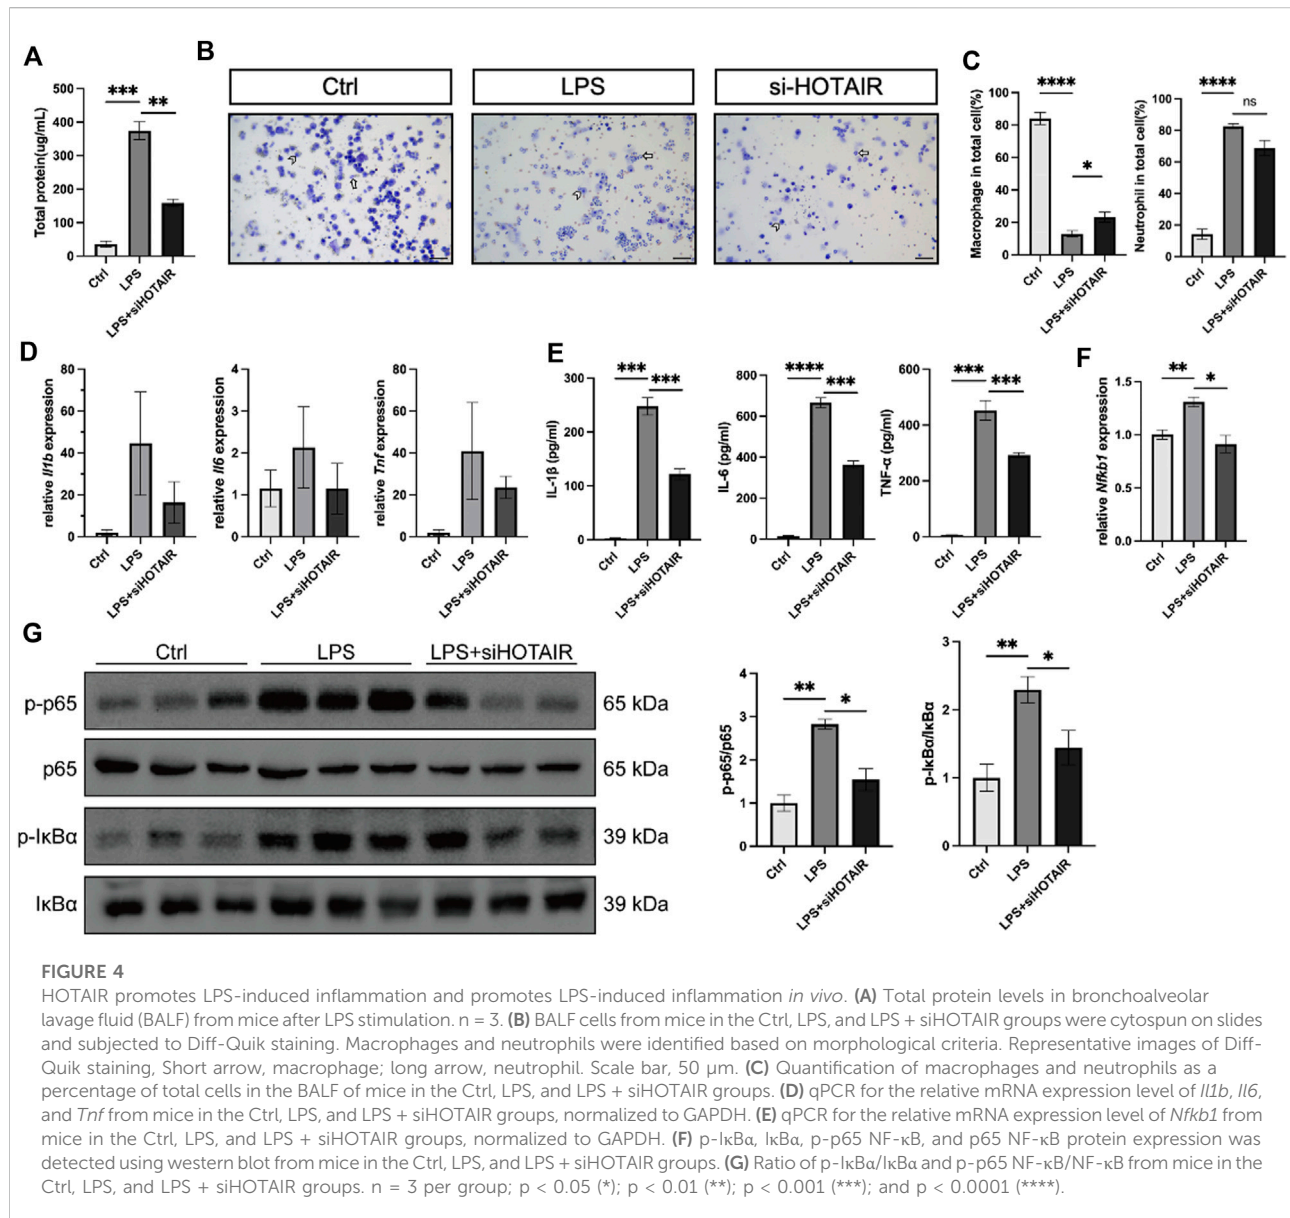 A
Total protein(ug/mL)
500
400
300
200
100
0
***
**
Ctrl
LPS
LPS+siHOTAIR
B
Ctrl
LPS
si-HOTAIR
C
Macrophage in total cell(%)
100
80
60
40
20
0
****
*
Ctrl
LPS
LPS+siHOTAIR
Neutrophil in total cell(%)
100
80
60
40
20
0
****
ns
Ctrl
LPS
LPS+siHOTAIR
D
relative Il1b expression
80
60
40
20
0
Ctrl
LPS
LPS+siHOTAIR
relative Il6 expression
4
3
2
1
0
Ctrl
LPS
LPS+siHOTAIR
relative Tnf expression
80
60
40
20
0
Ctrl
LPS
LPS+siHOTAIR
E
IL-1β (pg/ml)
300
200
100
0
***
***
Ctrl
LPS
LPS+siHOTAIR
IL-6 (pg/ml)
900
600
300
0
****
***
Ctrl
LPS
LPS+siHOTAIR
TNF-α (pg/ml)
600
400
200
0
***
***
Ctrl
LPS
LPS+siHOTAIR
F
relative Nfkb1 expression
1.5
1.0
0.5
0.0
**
*
Ctrl
LPS
LPS+siHOTAIR
G
Ctrl LPS LPS+siHOTAIR
p-p65 65 kDa
p65 65 kDa
p-IκBα 39 kDa
IκBα 39 kDa
p-p65/p65
4
3
2
1
0
**
*
Ctrl
LPS
LPS+siHOTAIR
p-IκBα/IκBα
3
2
1
0
**
*
Ctrl
LPS
LPS+siHOTAIR
FIGURE 4
HOTAIR promotes LPS-induced inflammation and promotes LPS-induced inflammation in vivo. (A) Total protein levels in bronchoalveolar
lavage fluid (BALF) from mice after LPS stimulation. n = 3. (B) BALF cells from mice in the Ctrl, LPS, and LPS + siHOTAIR groups were cytospun on slides
and subjected to Diff-Quik staining. Macrophages and neutrophils were identified based on morphological criteria. Representative images of Diff-
Quik staining, Short arrow, macrophage; long arrow, neutrophil. Scale bar, 50 μm. (C) Quantification of macrophages and neutrophils as a
percentage of total cells in the BALF of mice in the Ctrl, LPS, and LPS + siHOTAIR groups. (D) qPCR for the relative mRNA expression level of Il1b, Il6,
and Tnf from mice in the Ctrl, LPS, and LPS + siHOTAIR groups, normalized to GAPDH. (E) qPCR for the relative mRNA expression level of Nfkb1 from
mice in the Ctrl, LPS, and LPS + siHOTAIR groups, normalized to GAPDH. (F) p-IκBα, IκBα, p-p65 NF-κB, and p65 NF-κB protein expression was
detected using western blot from mice in the Ctrl, LPS, and LPS + siHOTAIR groups. (G) Ratio of p-IκBα/IκBα and p-p65 NF-κB/NF-κB from mice in the
Ctrl, LPS, and LPS + siHOTAIR groups. n = 3 per group; p < 0.05 (*); p < 0.01 (**); p < 0.001 (***); and p < 0.0001 (****).